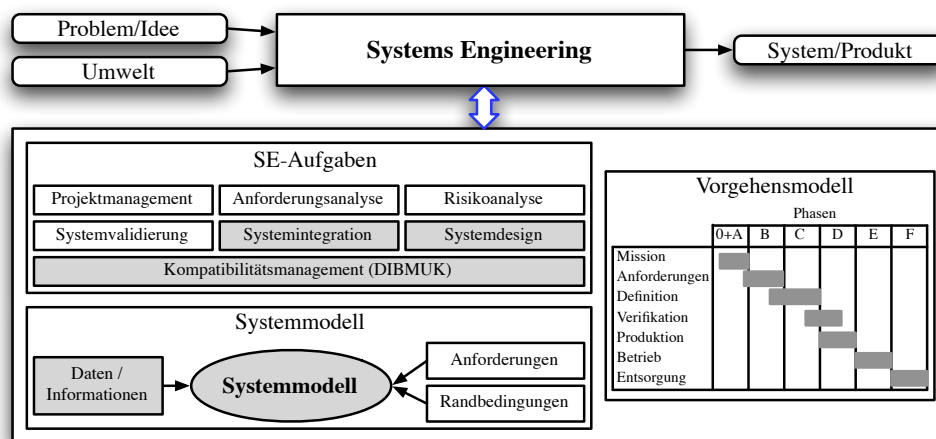 Problem/Idee
Umwelt
Systems Engineering
System/Produkt
SE-Aufgaben
Projektmanagement
Anforderungsanalyse
Risikoanalyse
Systemvalidierung
Systemintegration
Systemdesign
Kompatibilitätsmanagement (DIBMUK)
Systemmodell
Daten /
Informationen
Systemmodell
Anforderungen
Randbedingungen
Vorgehensmodell
Phasen
0+A B C D E F
Mission
Anforderungen
Definition
Verifikation
Produktion
Betrieb
Entsorgung